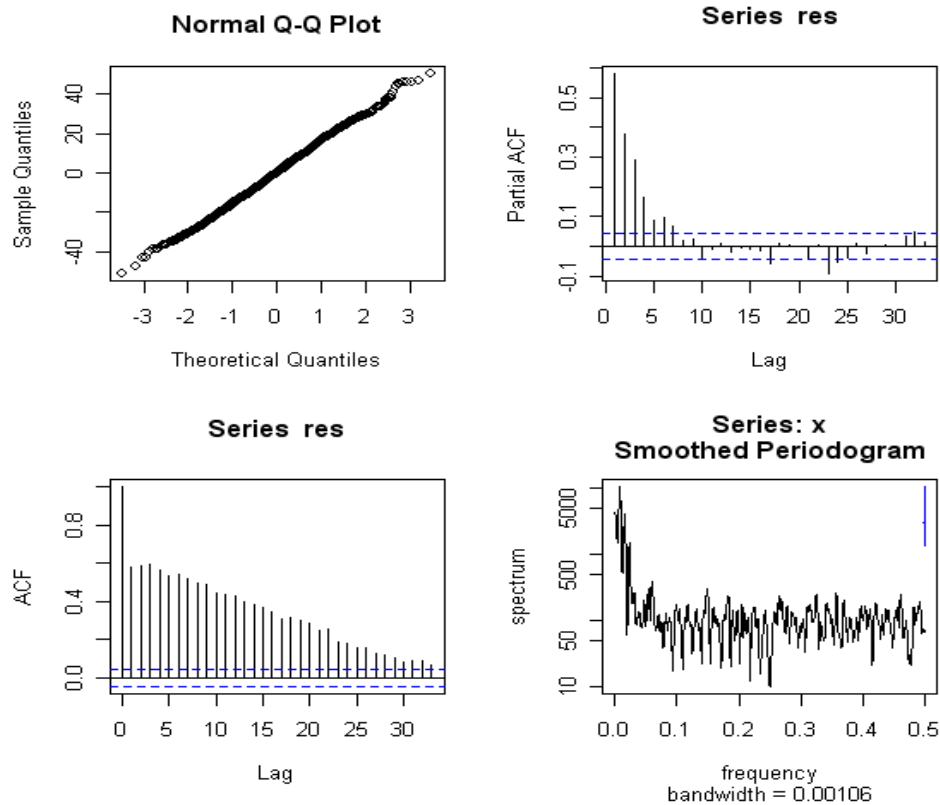 Normal Q-Q Plot
Sample Quantiles
-40 0 20 40
-3 -2 -1 0 1 2 3
Theoretical Quantiles
Series res
Partial ACF
-0.1 0.1 0.3 0.5
0 5 10 15 20 25 30
Lag
Series res
ACF
0.0 0.4 0.8
0 5 10 15 20 25 30
Lag
Series: x
Smoothed Periodogram
spectrum
10 50 500 5000
0.0 0.1 0.2 0.3 0.4 0.5
frequency
bandwidth = 0.00106